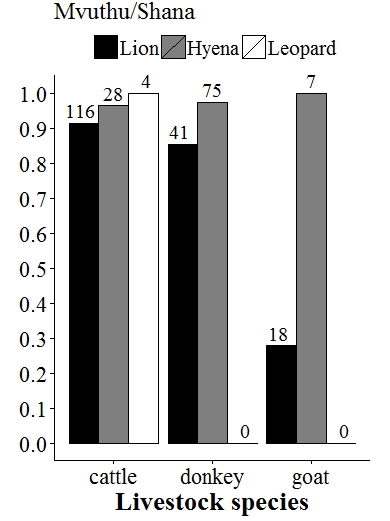 Mvuthu/Shana
Lion Hyena Leopard
116 28 4 41 75 0 18 7 0
1.0
0.9
0.8
0.7
0.6
0.5
0.4
0.3
0.2
0.1
0.0
cattle donkey goat
Livestock species